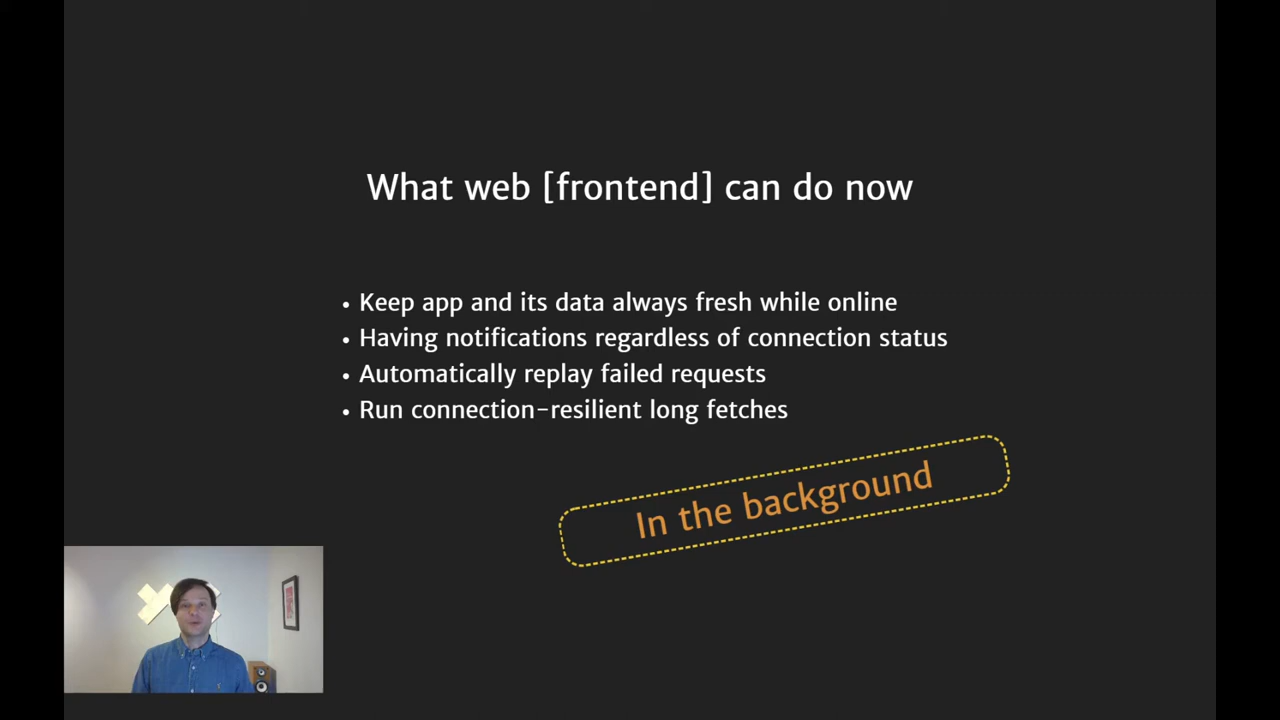 What web [frontend] can do now
• Keep app and its data always fresh while online
• Having notifications regardless of connection status
• Automatically replay failed requests
• Run connection-resilient long fetches
In the background